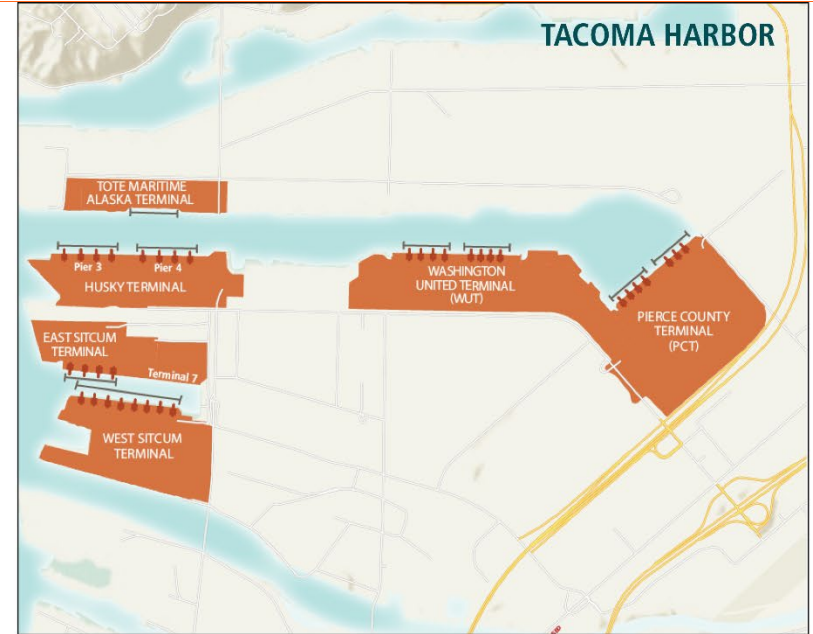 TACOMA HARBOR
TOTE MARITIME
ALASKA TERMINAL
Pier 3
Pier 4
HUSKY TERMINAL
WASHINGTON
UNITED TERMINAL
(WUT)
PIERCE COUNTY
TERMINAL
(PCT)
EAST SITCUM
TERMINAL
Terminal 7
WEST SITCUM
TERMINAL